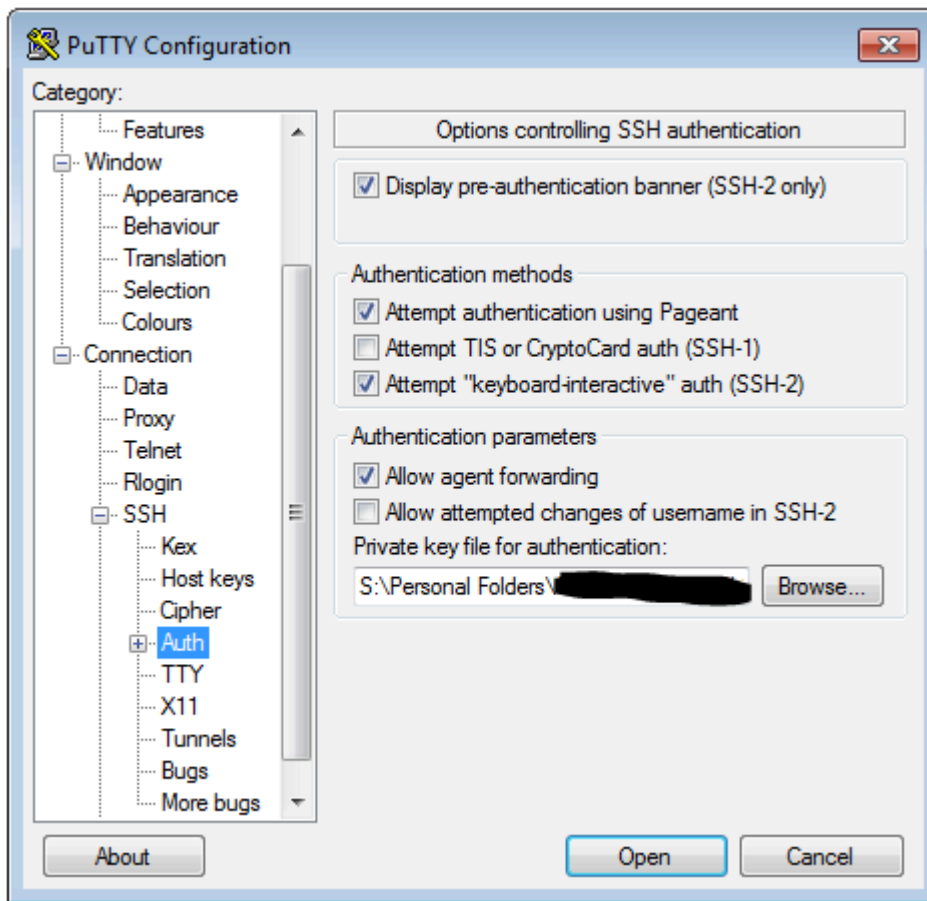 PuTTY Configuration
Category:
Features
Window
Appearance
Behaviour
Translation
Selection
Colours
Connection
Data
Proxy
Telnet
Rlogin
SSH
Kex
Host keys
Cipher
Auth
TTY
X11
Tunnels
Bugs
More bugs
Options controlling SSH authentication
Display pre-authentication banner (SSH-2 only)
Authentication methods
Attempt authentication using Pageant
Attempt TIS or CryptoCard auth (SSH-1)
Attempt "keyboard-interactive" auth (SSH-2)
Authentication parameters
Allow agent forwarding
Allow attempted changes of username in SSH-2
Private key file for authentication:
S:\Personal Folders\
Browse...
About
Open
Cancel